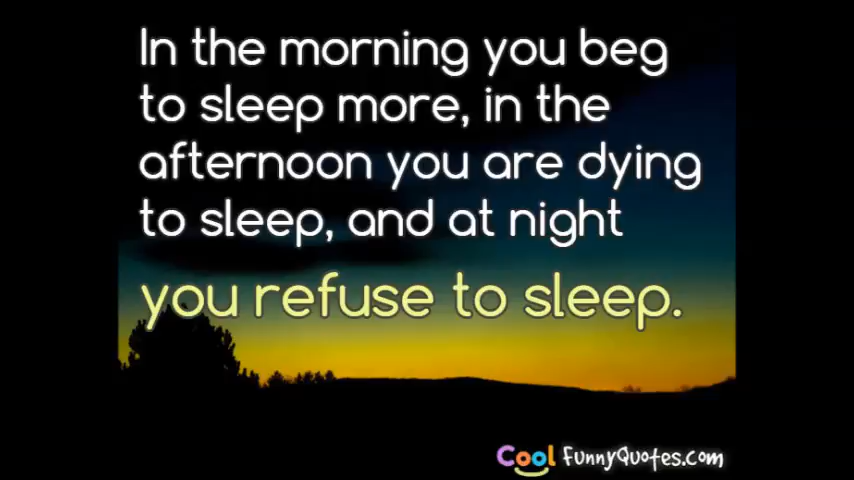 In the morning you beg
to sleep more, in the
afternoon you are dying
to sleep, and at night
you refuse to sleep.
Cool FunnyQuotes.com